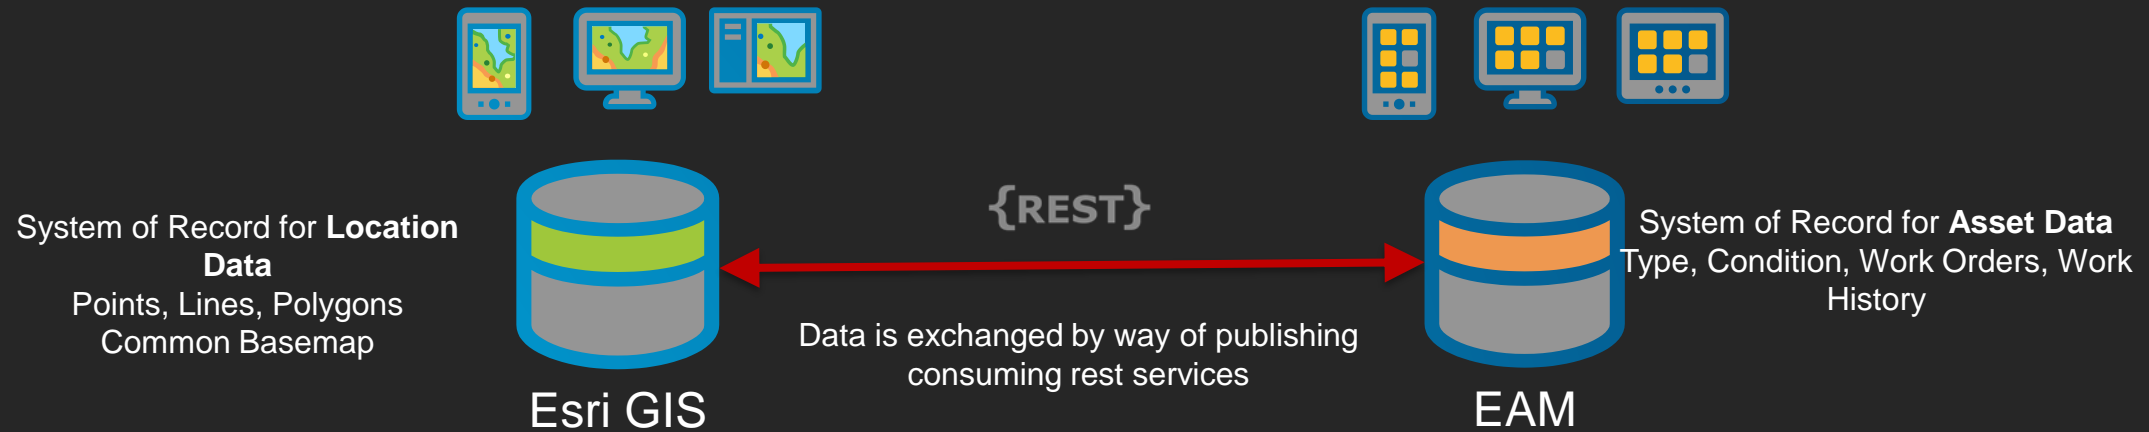 {REST}
System of Record for Location
Data
Points, Lines, Polygons
Common Basemap
Data is exchanged by way of publishing
consuming rest services
System of Record for Asset Data
Type, Condition, Work Orders, Work
History
Esri GIS
EAM